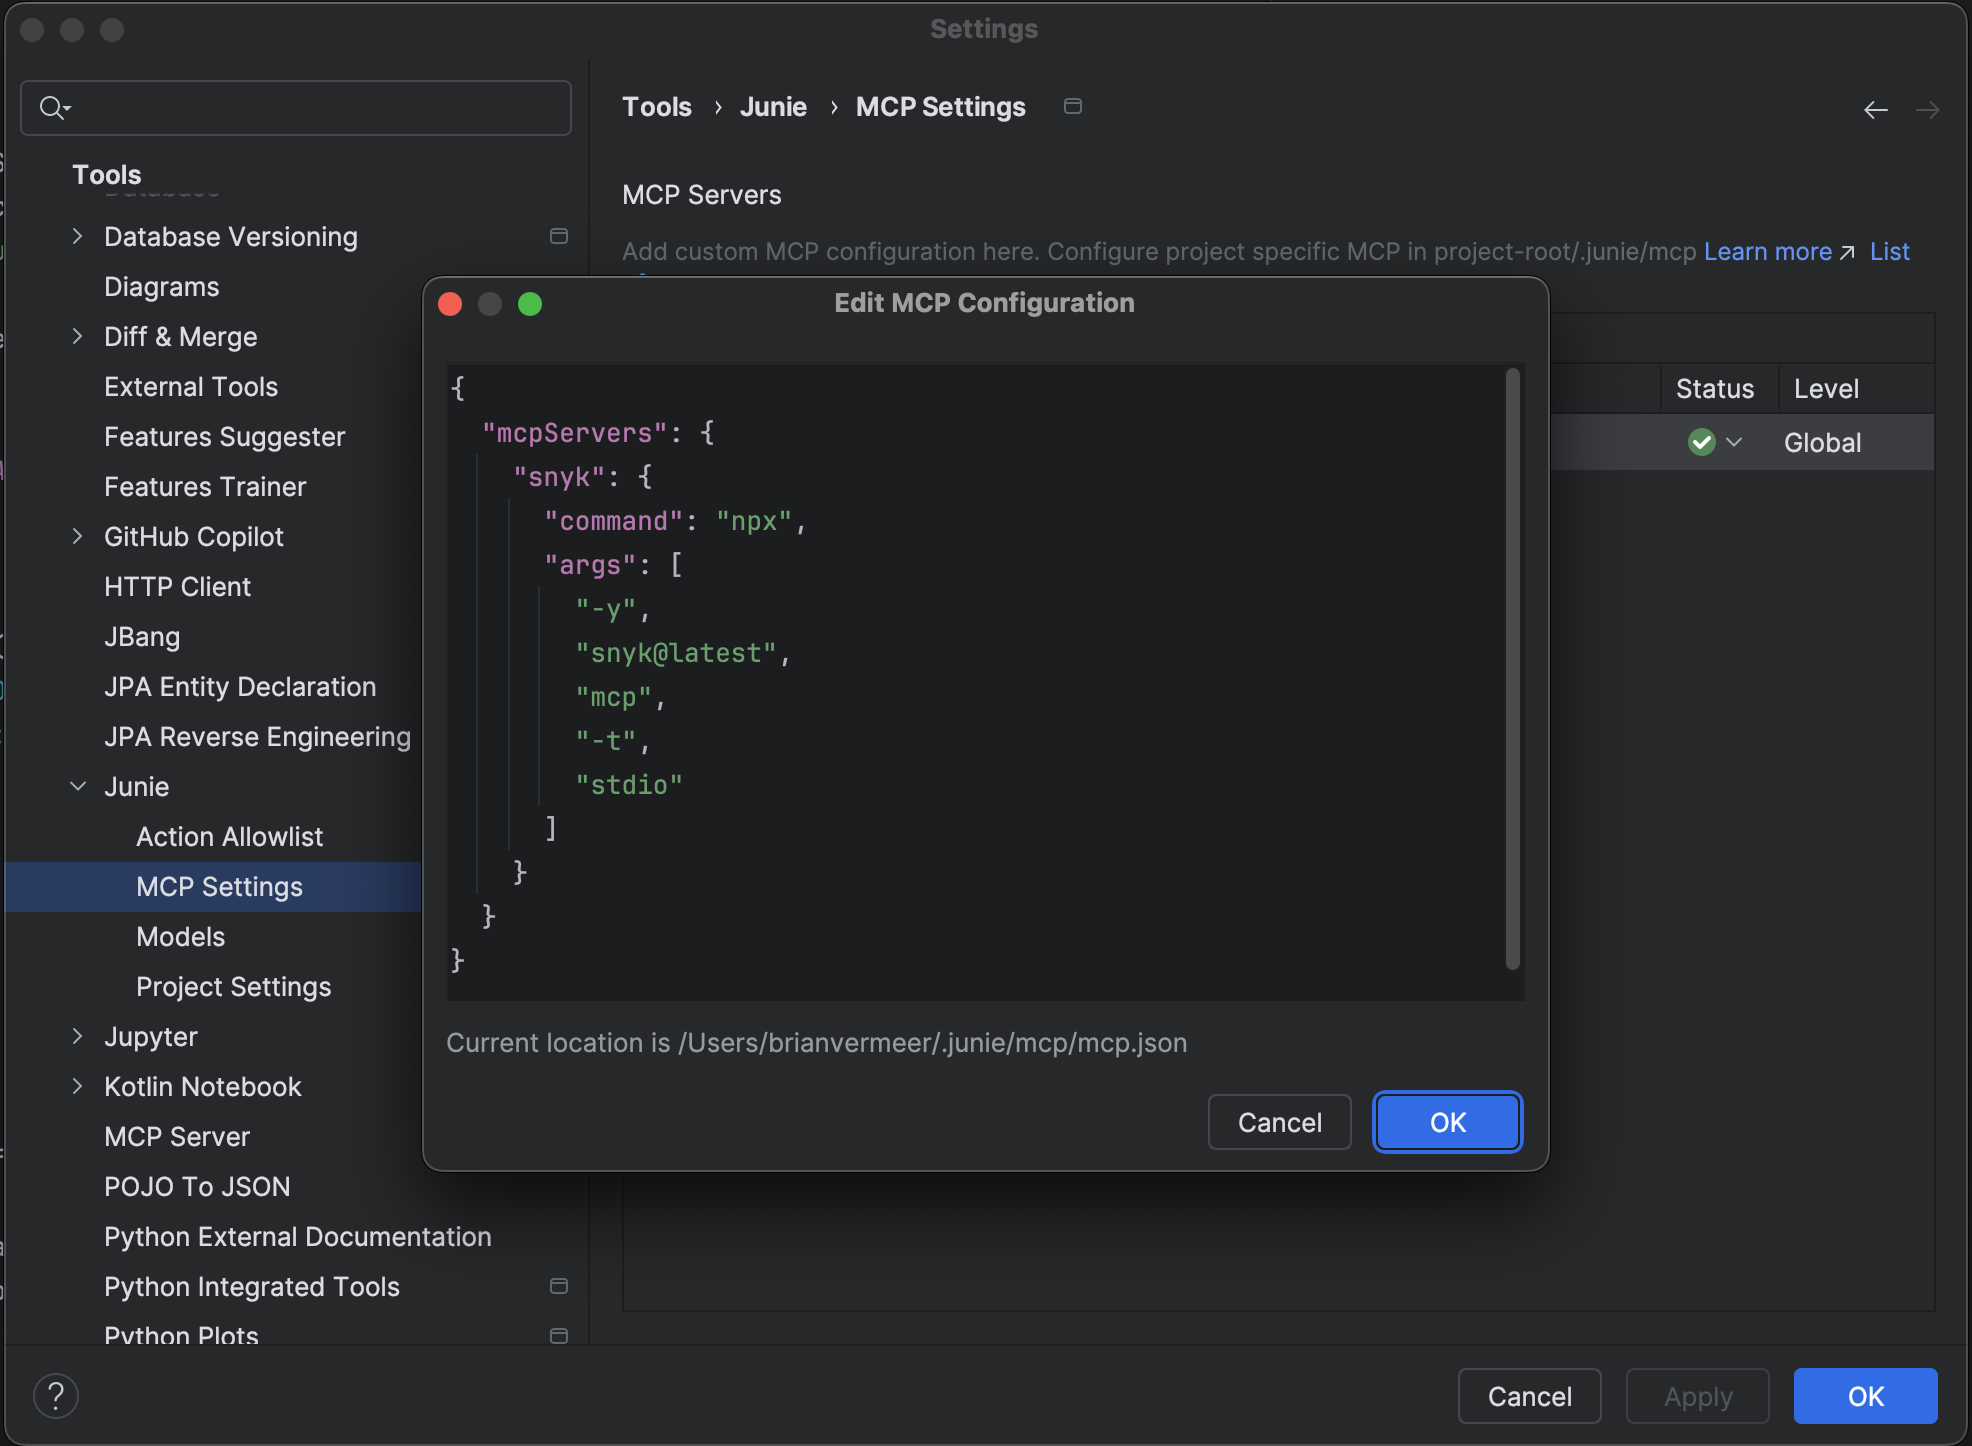 Settings
Tools
Database Versioning
Diagrams
Diff & Merge
External Tools
Features Suggester
Features Trainer
GitHub Copilot
HTTP Client
JBang
JPA Entity Declaration
JPA Reverse Engineering
Junie
Action Allowlist
MCP Settings
Models
Project Settings
Jupyter
Kotlin Notebook
MCP Server
POJO To JSON
Python External Documentation
Python Integrated Tools
Python Plots
Tools › Junie › MCP Settings
MCP Servers
Add custom MCP configuration here. Configure project specific MCP in project-root/.junie/mcp Learn more ↗ List
Status Level
Global
Edit MCP Configuration
{
"mcpServers": {
"snyk": {
"command": "npx",
"args": [
"-y",
"snyk@latest",
"mcp",
"-t",
"stdio"
]
}
}
}
Current location is /Users/brianvermeer/.junie/mcp/mcp.json
Cancel OK
? Cancel Apply OK